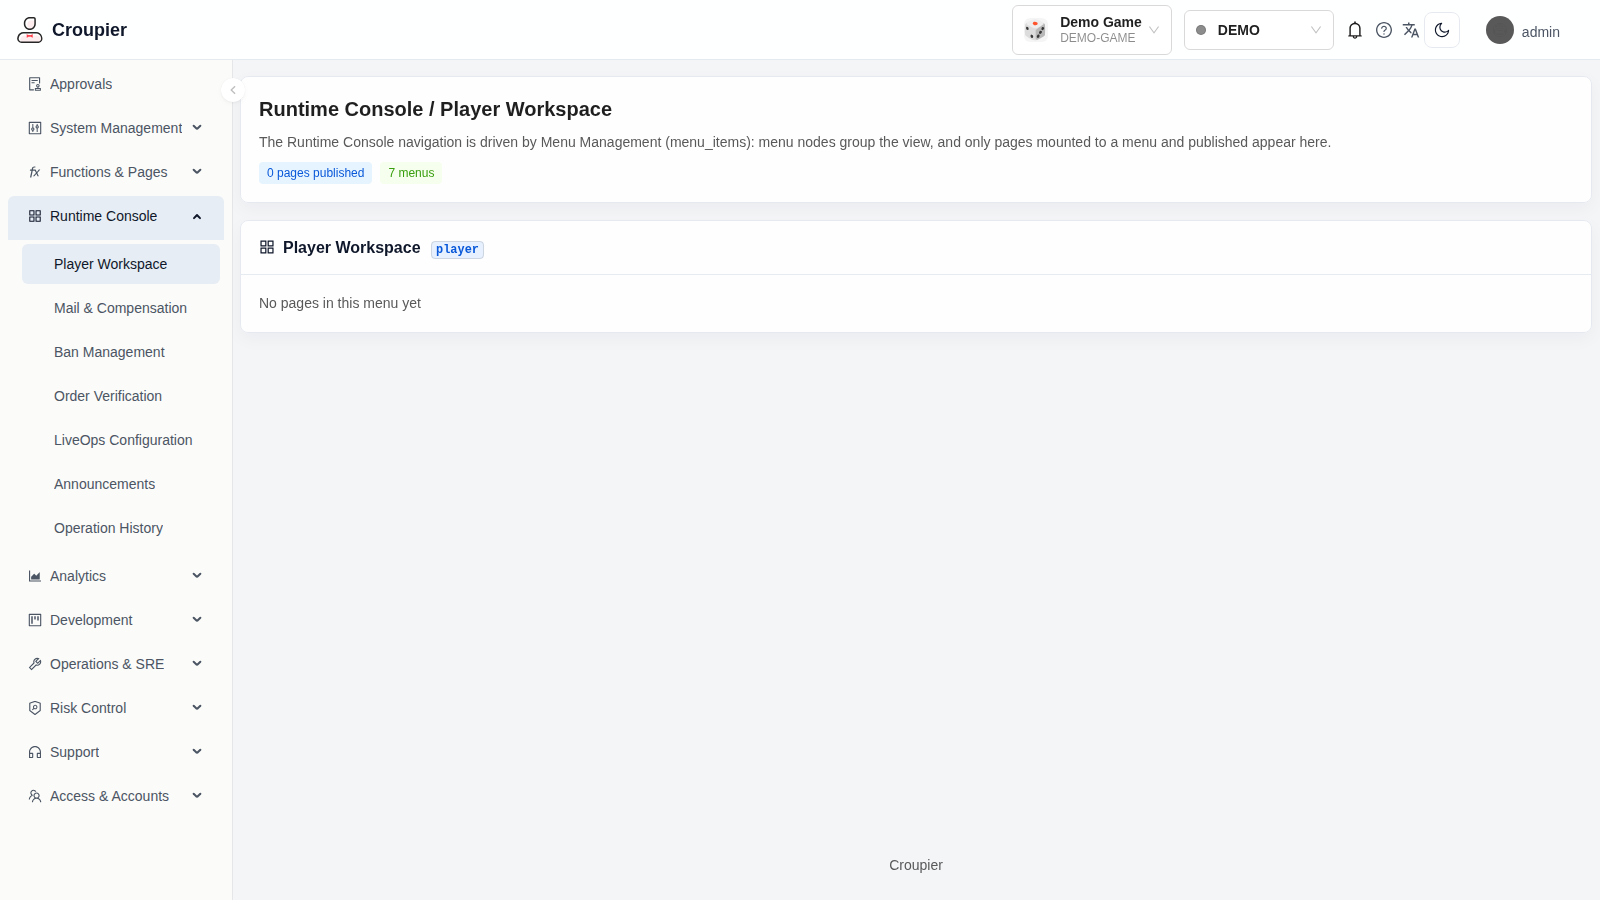 Croupier
Demo Game
DEMO-GAME
DEMO
admin
Approvals
System Management
Functions & Pages
Runtime Console
Player Workspace
Mail & Compensation
Ban Management
Order Verification
LiveOps Configuration
Announcements
Operation History
Analytics
Development
Operations & SRE
Risk Control
Support
Access & Accounts
Runtime Console / Player Workspace
The Runtime Console navigation is driven by Menu Management (menu_items): menu nodes group the view, and only pages mounted to a menu and published appear here.
0 pages published 7 menus
Player Workspace player
No pages in this menu yet
Croupier